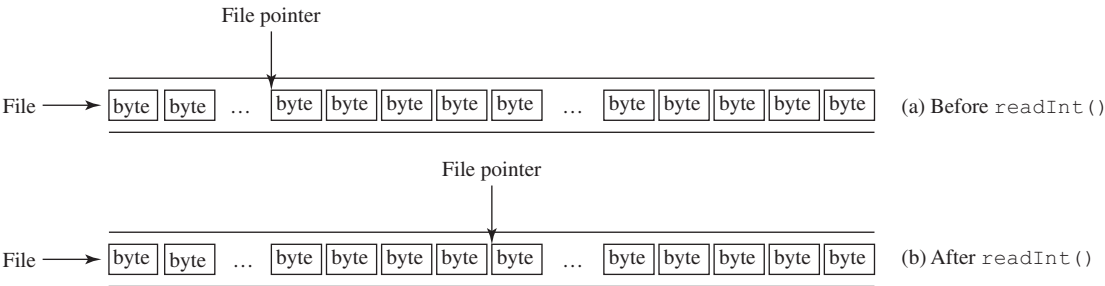 File pointer
File byte byte … byte byte byte byte byte … byte byte byte byte byte (a) Before readInt()
File pointer
File byte byte … byte byte byte byte byte … byte byte byte byte byte (b) After readInt()